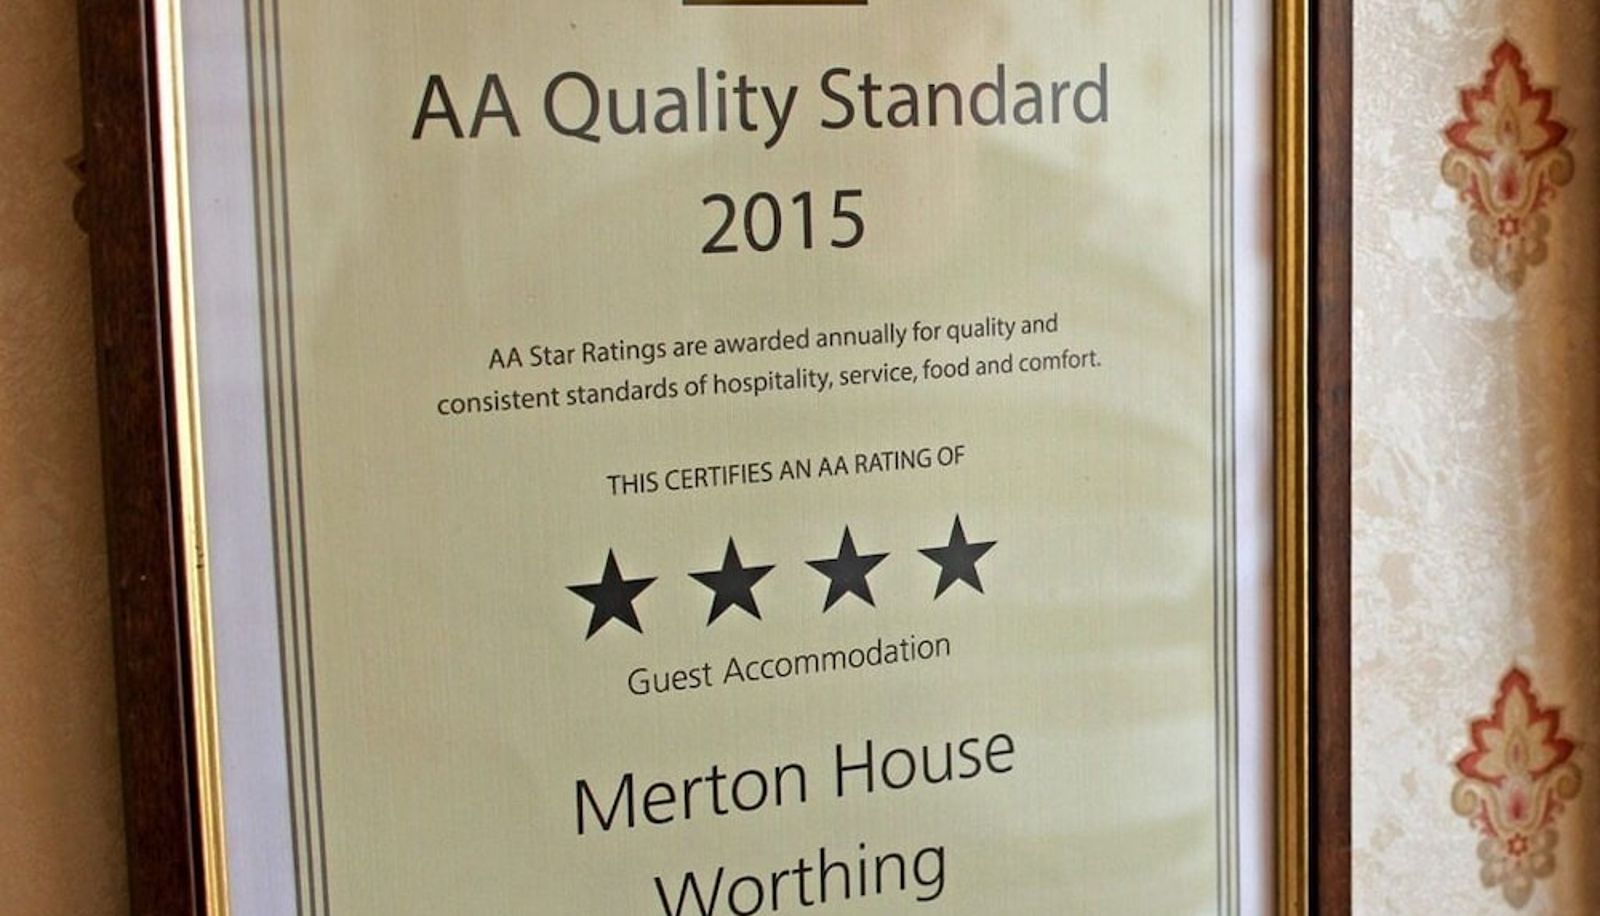 AA Quality Standard
2015
AA Star Ratings are awarded annually for quality and
consistent standards of hospitality, service, food and comfort.
THIS CERTIFIES AN AA RATING OF
Guest Accommodation
Merton House
Worthing